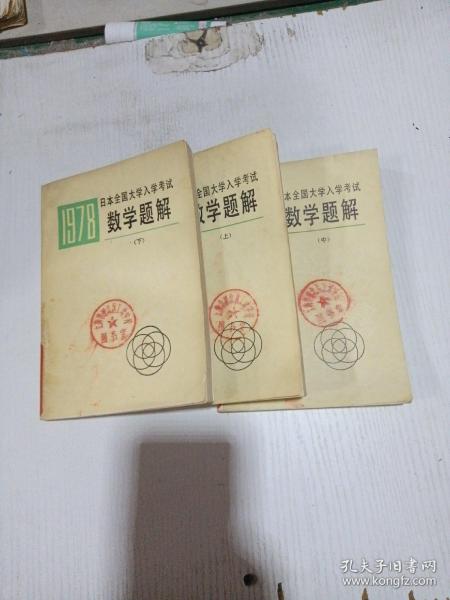 1978
日本全国大学入学考试
数学题解
(下)
全国大学入学考试
数学题解
(上)
本全国大学入学考试
数学题解
(中)
孔夫子旧书网
www.kongfz.com